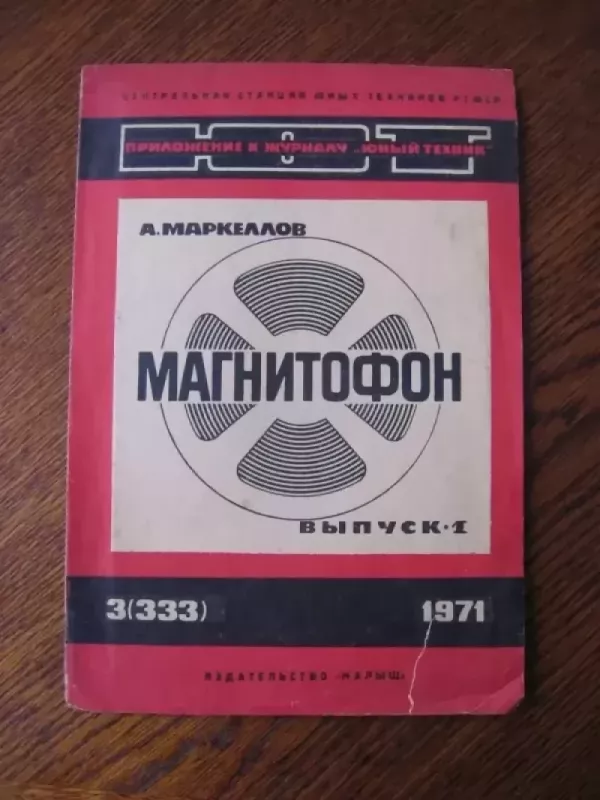 ЦЕНТРАЛЬНАЯ СТАНЦИЯ ЮНЫХ ТЕХНИКОВ РСФСР
ЮТ
ПРИЛОЖЕНИЕ К ЖУРНАЛУ „ЮНЫЙ ТЕХНИК"
А. МАРКЕЛЛОВ
МАГНИТОФОН
ВЫПУСК·1
3(333) 1971
ИЗДАТЕЛЬСТВО «МАЛЫШ»